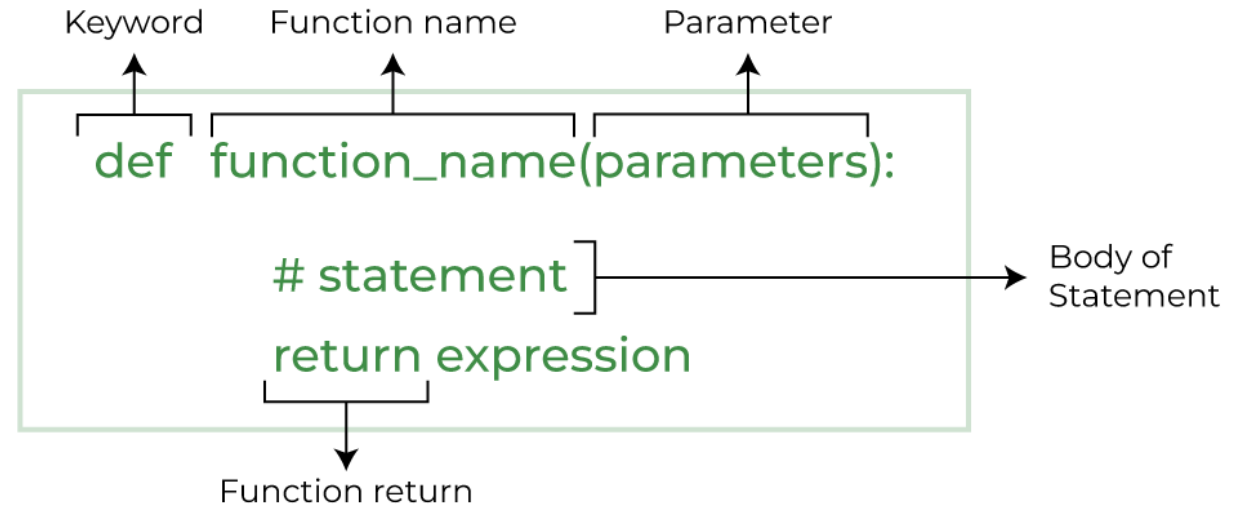 Keyword Function name Parameter
def function_name(parameters):
# statement
Body of
Statement
return expression
Function return